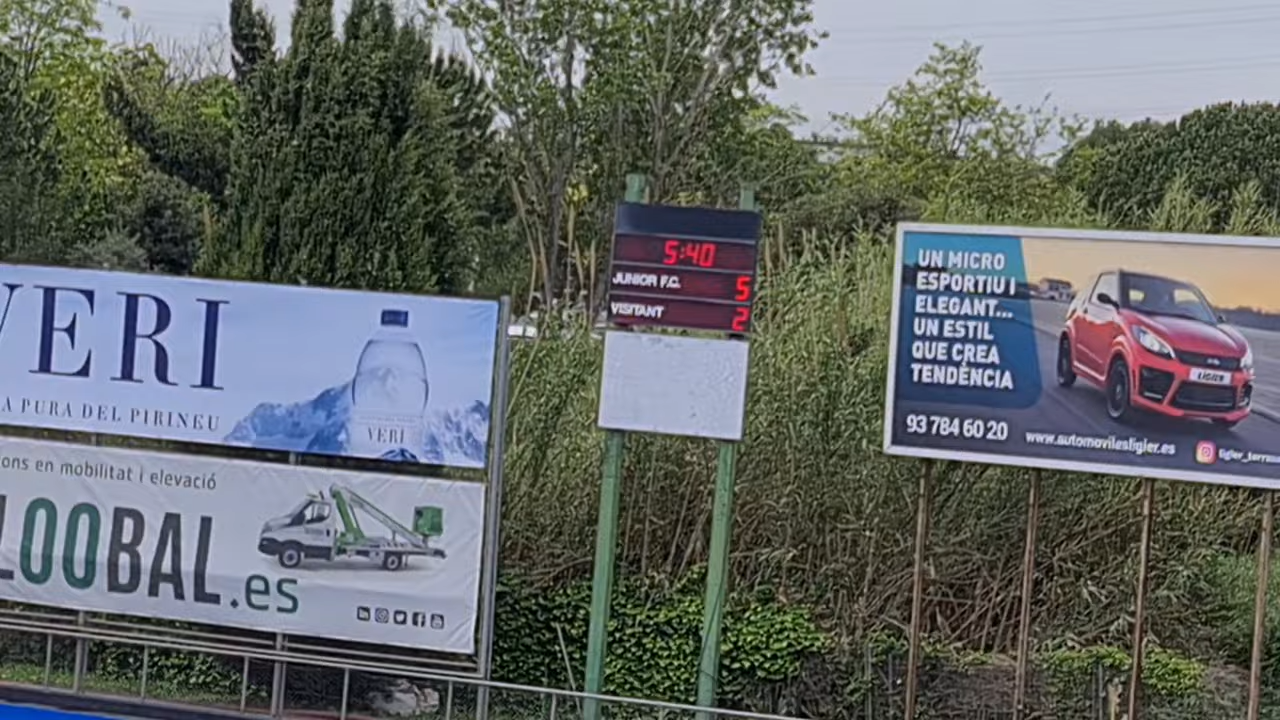 VERI
A PURA DEL PIRINEU
VERI
ons en mobilitat i elevació
LOOBAL.es
5:40
JUNIOR F.C. 5
VISITANT 2
UN MICRO
ESPORTIU I
ELEGANT...
UN ESTIL
QUE CREA
TENDÈNCIA
LIGIER
93 784 60 20
www.automovilesligier.es
ligier_terras